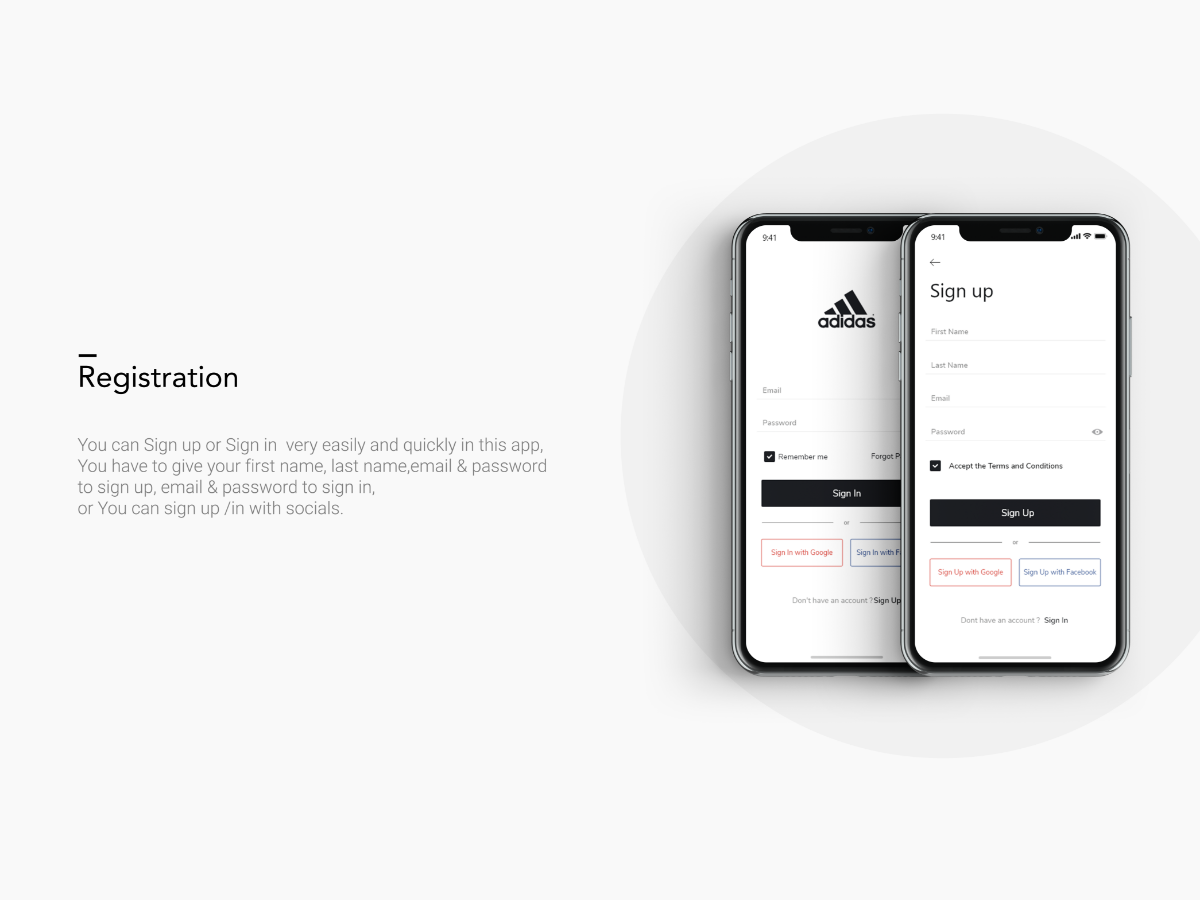 Registration
You can Sign up or Sign in  very easily and quickly in this app,
You have to give your first name, last name,email & password
to sign up, email & password to sign in,
or You can sign up /in with socials.
9:41
adidas
Email
Password
Remember me
Forgot P
Sign In
or
Sign In with Google
Sign In with F
Don't have an account ? Sign Up
9:41
Sign up
First Name
Last Name
Email
Password
Accept the Terms and Conditions
Sign Up
or
Sign Up with Google
Sign Up with Facebook
Dont have an account ? Sign In